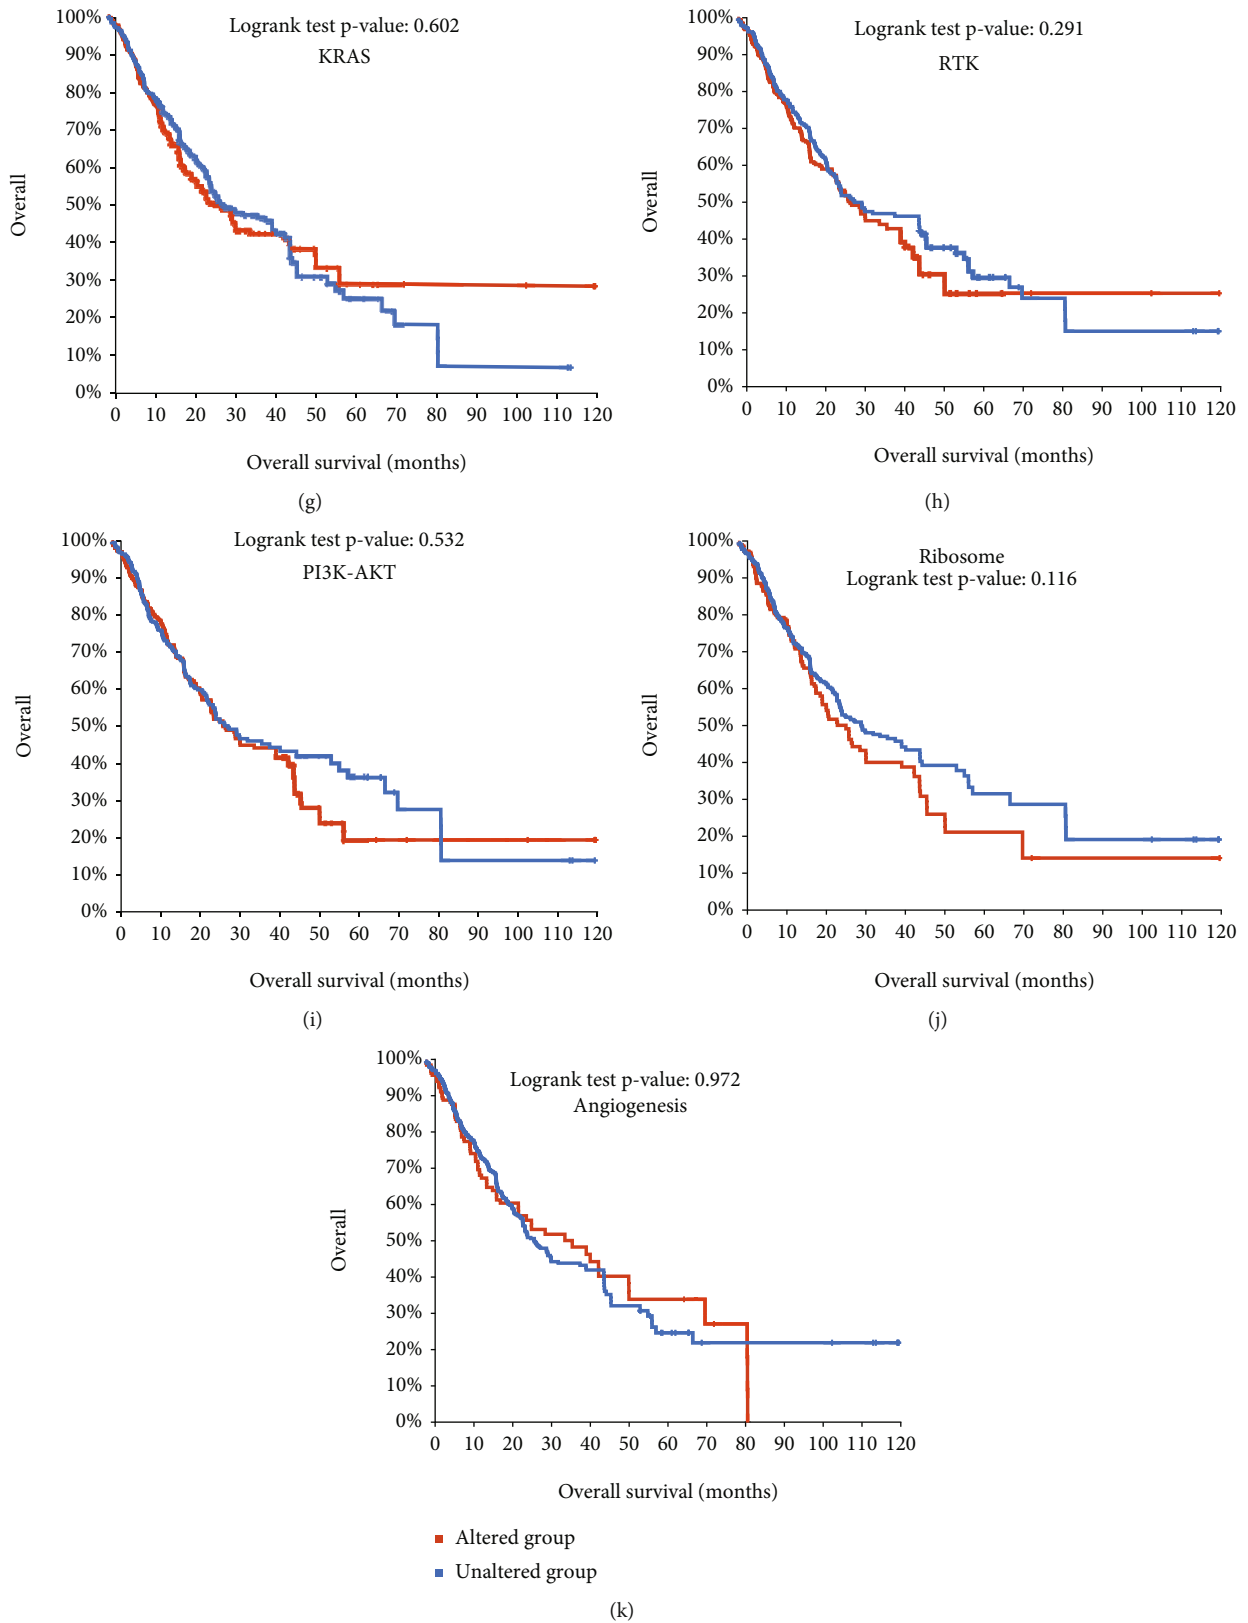 100%
90%
80%
70%
60%
50%
40%
30%
20%
10%
0%
Overall
Logrank test p-value: 0.602
KRAS
0 10 20 30 40 50 60 70 80 90 100 110 120
Overall survival (months)
(g)
100%
90%
80%
70%
60%
50%
40%
30%
20%
10%
0%
Overall
Logrank test p-value: 0.291
RTK
0 10 20 30 40 50 60 70 80 90 100 110 120
Overall survival (months)
(h)
100%
90%
80%
70%
60%
50%
40%
30%
20%
10%
0%
Overall
Logrank test p-value: 0.532
PI3K-AKT
0 10 20 30 40 50 60 70 80 90 100 110 120
Overall survival (months)
(i)
100%
90%
80%
70%
60%
50%
40%
30%
20%
10%
0%
Overall
Ribosome
Logrank test p-value: 0.116
0 10 20 30 40 50 60 70 80 90 100 110 120
Overall survival (months)
(j)
100%
90%
80%
70%
60%
50%
40%
30%
20%
10%
0%
Overall
Logrank test p-value: 0.972
Angiogenesis
0 10 20 30 40 50 60 70 80 90 100 110 120
Overall survival (months)
Altered group
Unaltered group
(k)